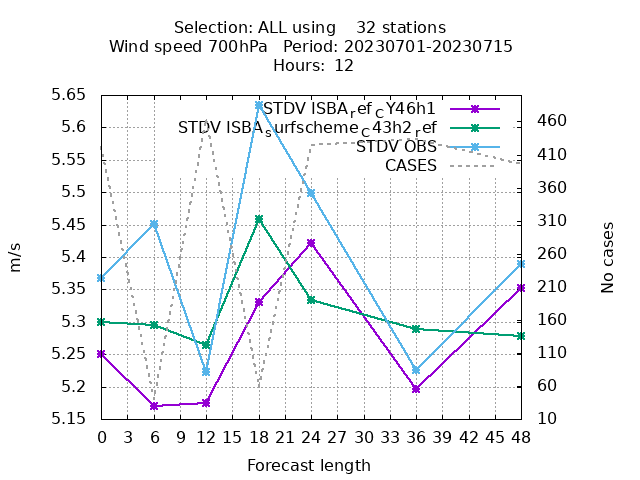 Selection: ALL using 32 stations
Wind speed 700hPa Period: 20230701-20230715
Hours: 12
STDV ISBA_ref_CY46h1
STDV ISBA_surfscheme_C43h2_ref
STDV OBS
CASES
5.65
5.6
5.55
5.5
5.45
5.4
5.35
5.3
5.25
5.2
5.15
m/s
460
410
360
310
260
210
160
110
60
10
No cases
0 3 6 9 12 15 18 21 24 27 30 33 36 39 42 45 48
Forecast length